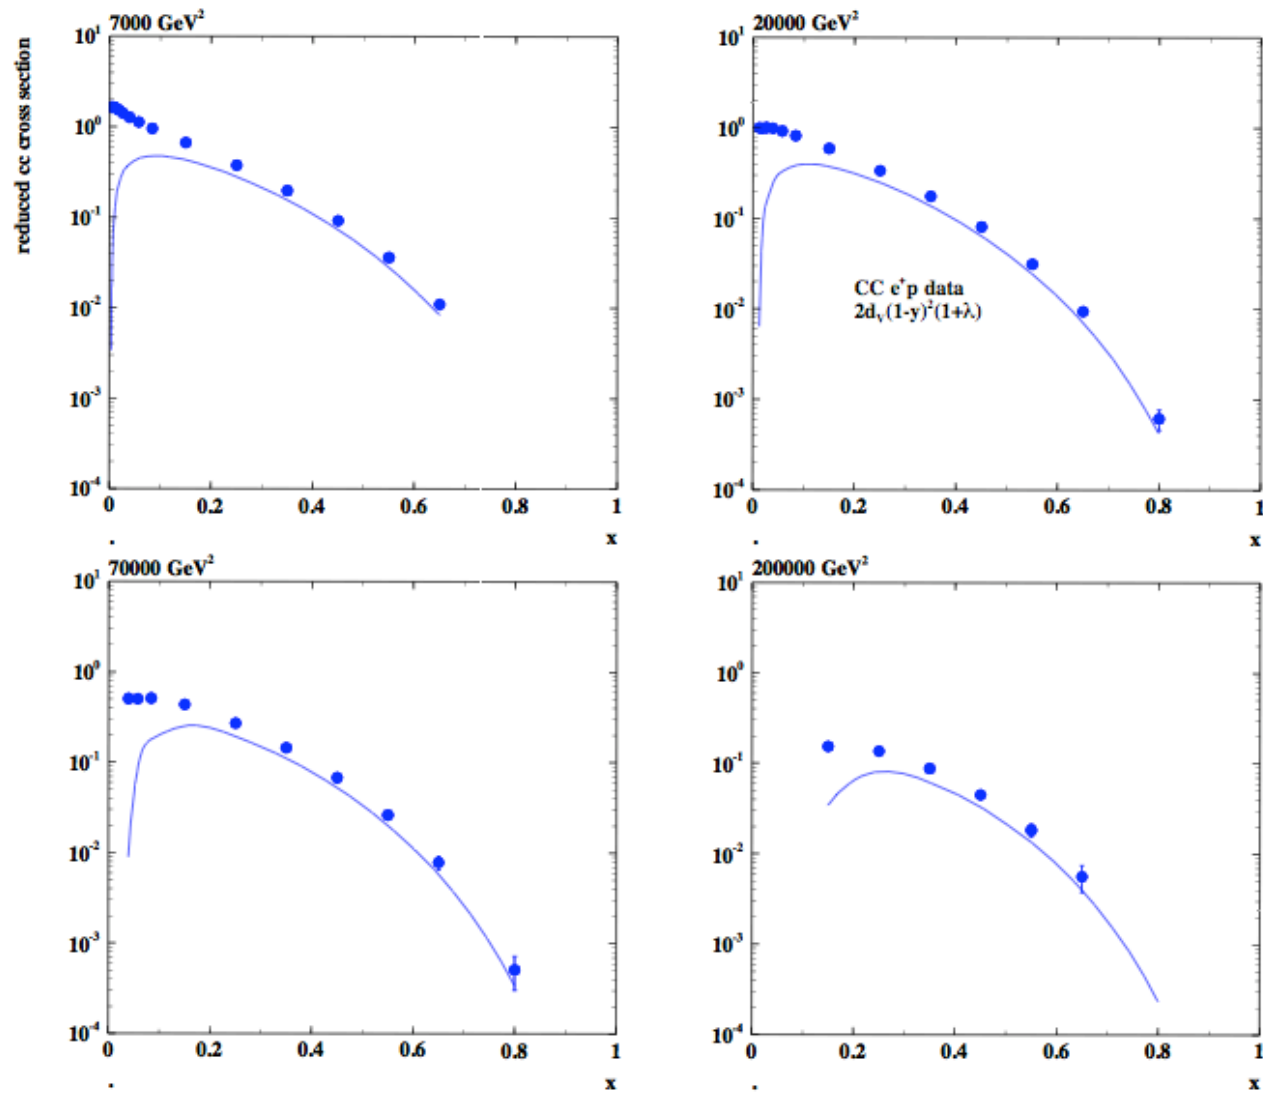 7000 GeV²
20000 GeV²
reduced cc cross section
10¹
10⁰
10⁻¹
10⁻²
10⁻³
10⁻⁴
0 0.2 0.4 0.6 0.8 1
x
10¹
10⁰
10⁻¹
10⁻²
10⁻³
10⁻⁴
CC e⁺p data
2d_V(1-y)²(1+λ)
0 0.2 0.4 0.6 0.8 1
x
70000 GeV²
10¹
10⁰
10⁻¹
10⁻²
10⁻³
10⁻⁴
0 0.2 0.4 0.6 0.8 1
x
200000 GeV²
10¹
10⁰
10⁻¹
10⁻²
10⁻³
10⁻⁴
0 0.2 0.4 0.6 0.8 1
x